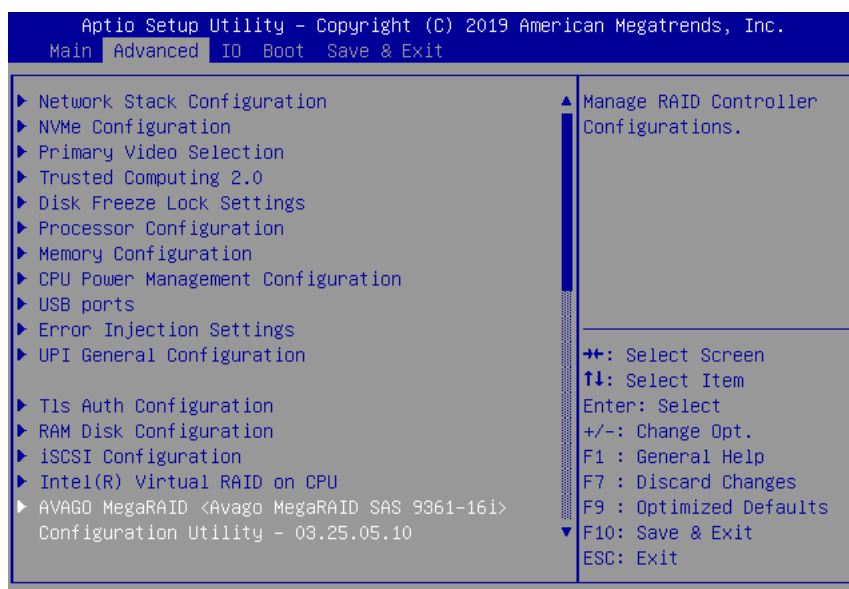 Aptio Setup Utility – Copyright (C) 2019 American Megatrends, Inc.
Main Advanced IO Boot Save & Exit
▶ Network Stack Configuration
▶ NVMe Configuration
▶ Primary Video Selection
▶ Trusted Computing 2.0
▶ Disk Freeze Lock Settings
▶ Processor Configuration
▶ Memory Configuration
▶ CPU Power Management Configuration
▶ USB ports
▶ Error Injection Settings
▶ UPI General Configuration
▶ Tls Auth Configuration
▶ RAM Disk Configuration
▶ iSCSI Configuration
▶ Intel(R) Virtual RAID on CPU
▶ AVAGO MegaRAID <Avago MegaRAID SAS 9361-16i>
Configuration Utility – 03.25.05.10
Manage RAID Controller
Configurations.
→←: Select Screen
↑↓: Select Item
Enter: Select
+/-: Change Opt.
F1 : General Help
F7 : Discard Changes
F9 : Optimized Defaults
F10: Save & Exit
ESC: Exit